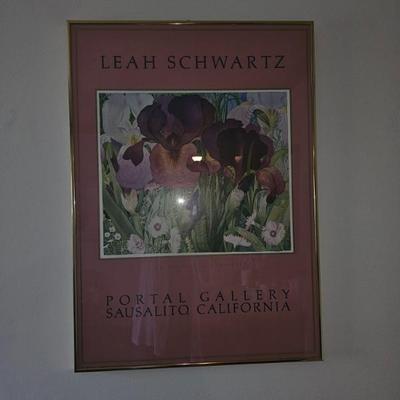 LEAH SCHWARTZ
PORTAL GALLERY
SAUSALITO CALIFORNIA